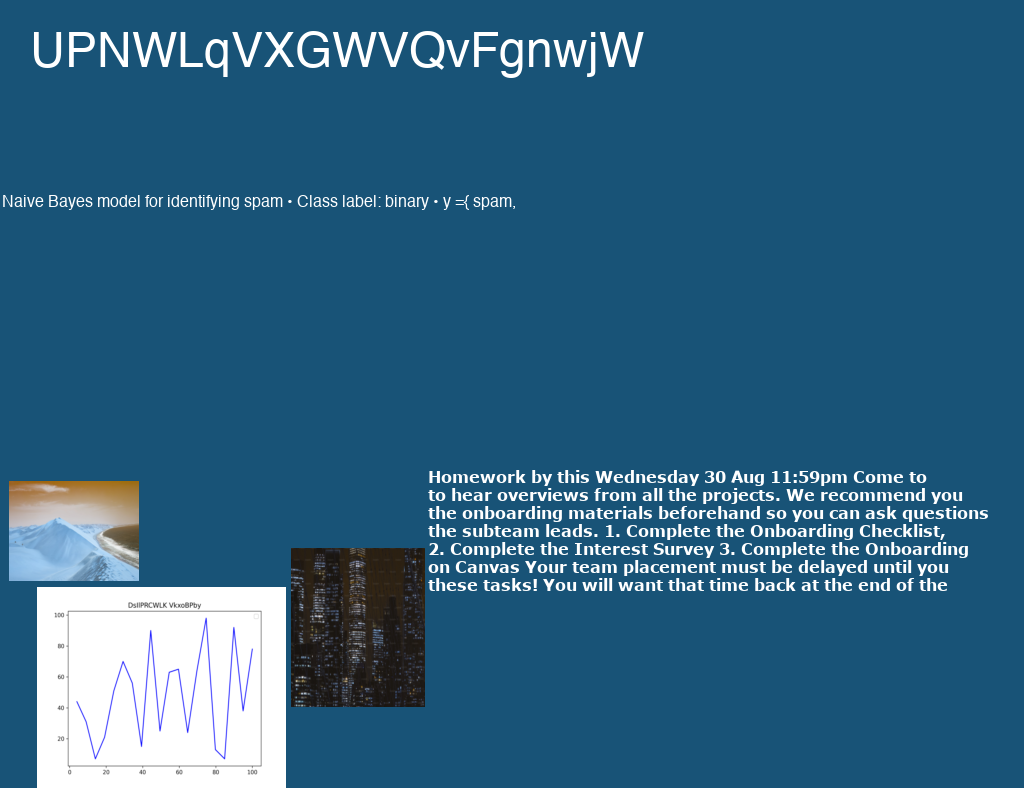 UPNWLqVXGWVQvFgnwjW
Naive Bayes model for identifying spam • Class label: binary • y ={ spam,
Homework by this Wednesday 30 Aug 11:59pm Come to
to hear overviews from all the projects. We recommend you
the onboarding materials beforehand so you can ask questions
the subteam leads. 1. Complete the Onboarding Checklist,
2. Complete the Interest Survey 3. Complete the Onboarding
on Canvas Your team placement must be delayed until you
these tasks! You will want that time back at the end of the
100
80
60
40
20
0 20 40 60 80 100